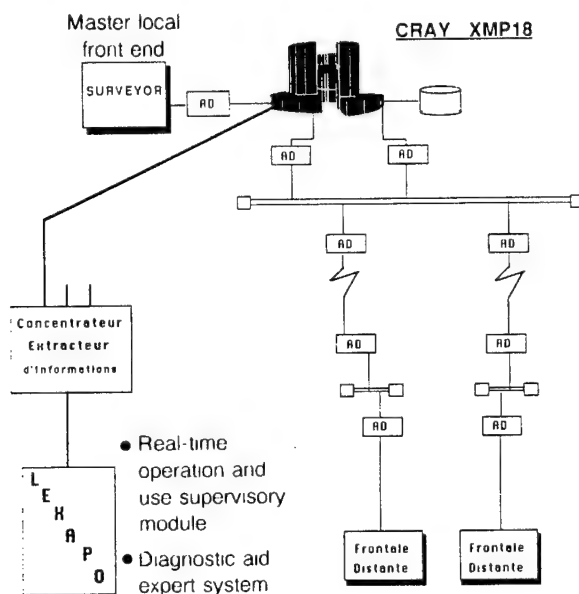 Master local
front end
CRAY XMP18
SURVEYOR
AD
AD
AD
AD
AD
Concentrateur
Extracteur
d'Informations
AD
AD
AD
AD
L
E
X
A
P
O
• Real-time
operation and
use supervisory
module
• Diagnostic aid
expert system
Frontale
Distante
Frontale
Distante